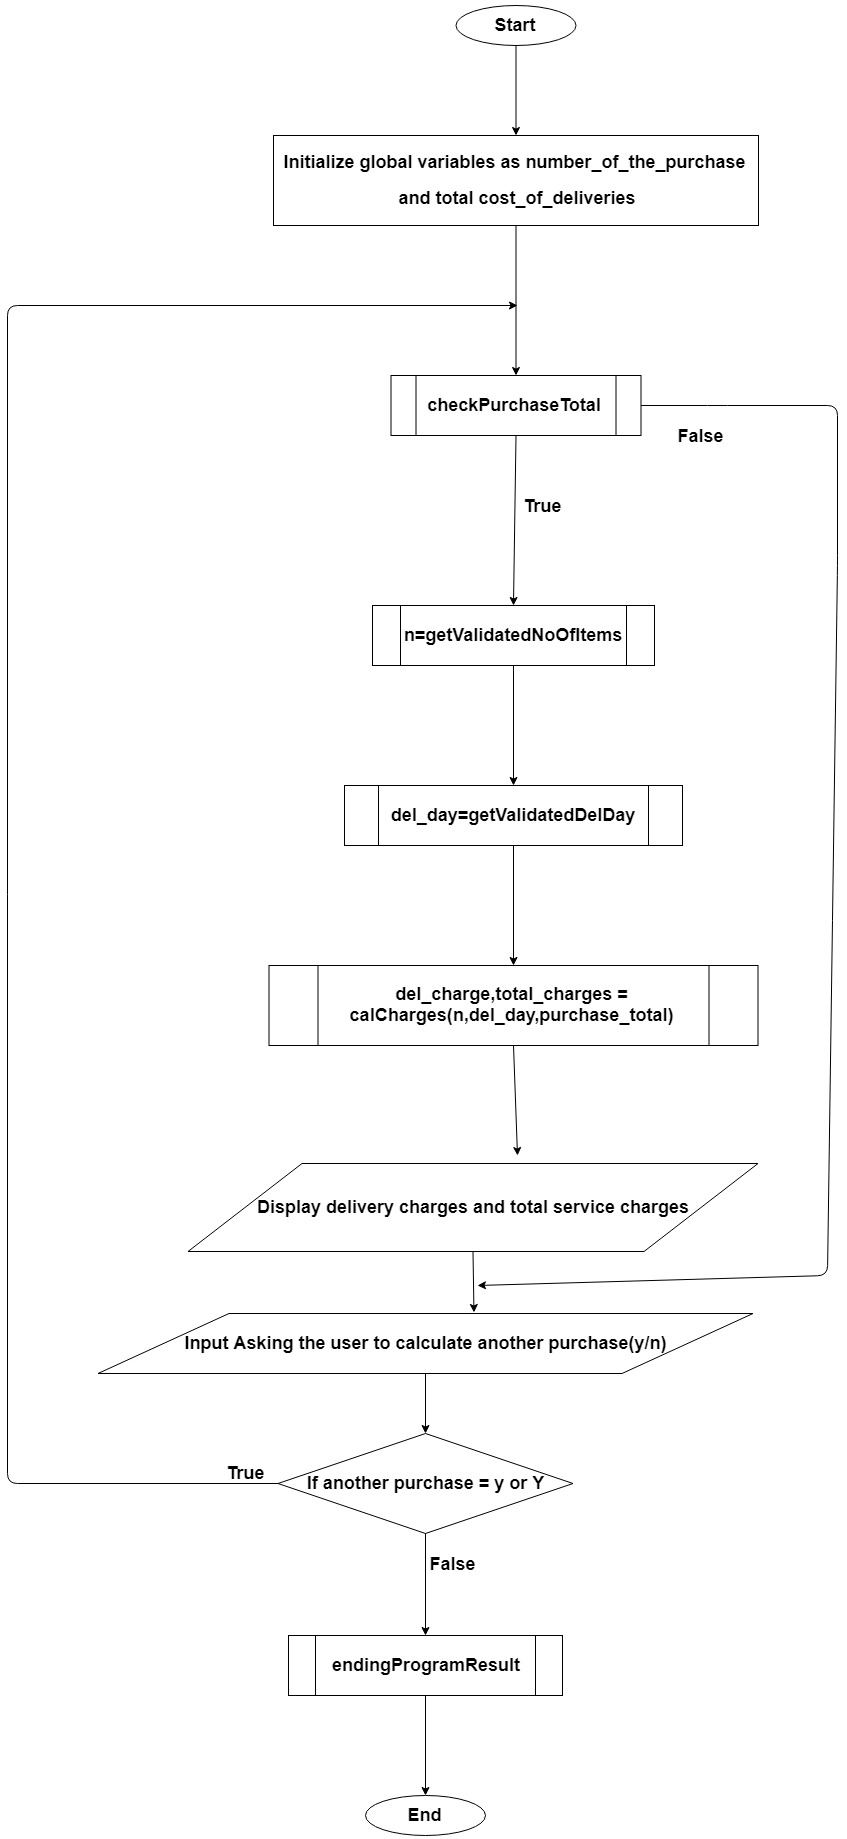 Start
Initialize global variables as number_of_the_purchase
and total cost_of_deliveries
checkPurchaseTotal
False
True
n=getValidatedNoOfItems
del_day=getValidatedDelDay
del_charge,total_charges =
calCharges(n,del_day,purchase_total)
Display delivery charges and total service charges
Input Asking the user to calculate another purchase(y/n)
True
If another purchase = y or Y
False
endingProgramResult
End